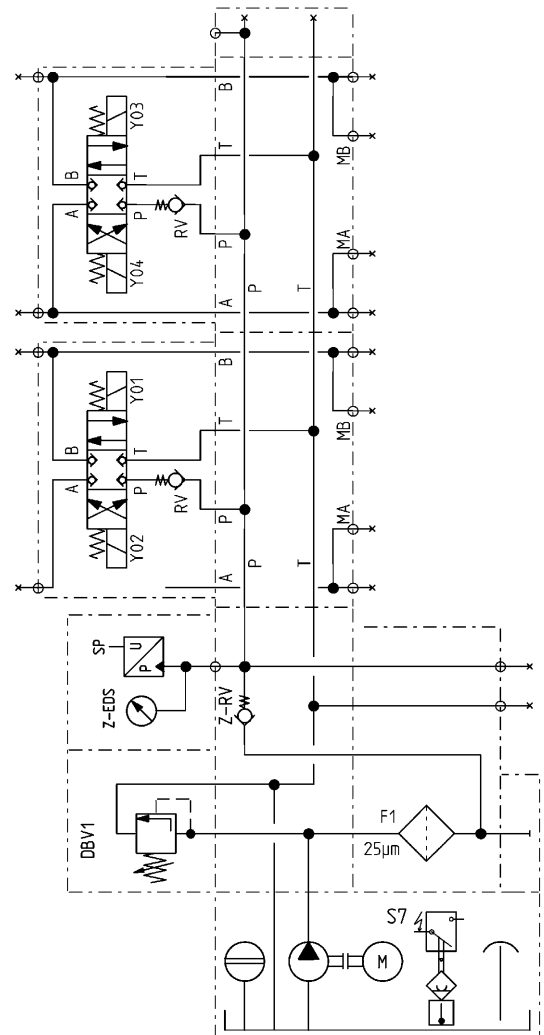 B
Y03
B
T
T
A
P
RV
P
MB
MA
Y04
A
P
T
B
Y01
B
T
T
A
P
RV
P
MB
MA
Y02
A
P
T
SP
U
P
Z-EDS
Z-RV
DBV1
F1
25µm
S7
M